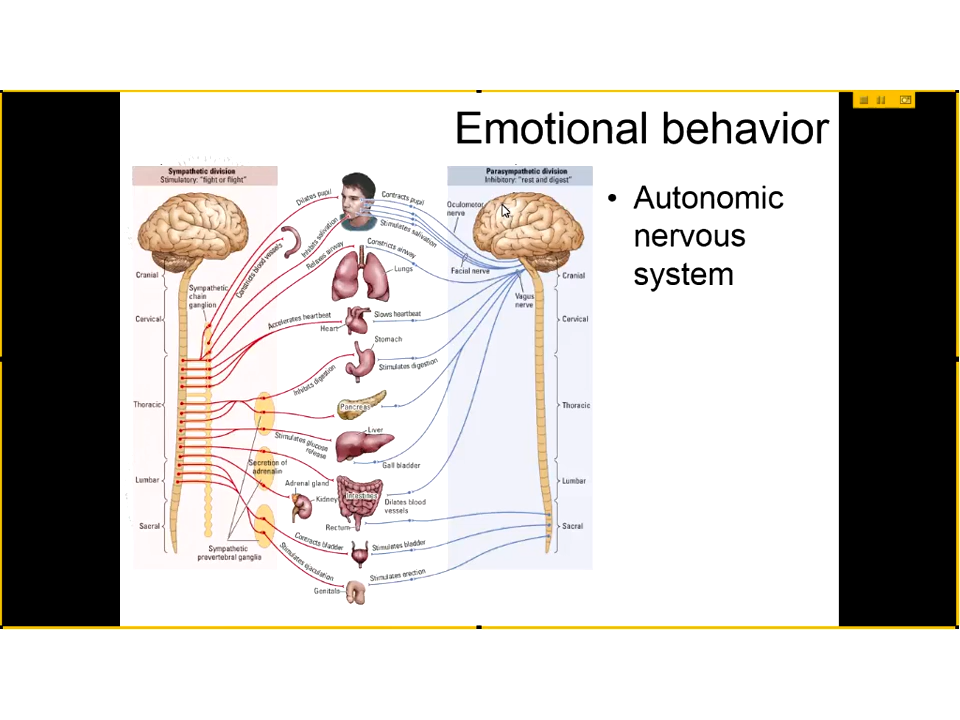 Emotional behavior
Sympathetic division
Stimulatory: "fight or flight"
Parasympathetic division
Inhibitory: "rest and digest"
• Autonomic
nervous
system
Cranial
Cervical
Thoracic
Lumbar
Sacral
Sympathetic
chain
ganglion
Constricts blood vessels
Dilates pupil
Inhibits salivation
Relaxes airway
Accelerates heartbeat
Heart
Inhibits digestion
Stimulates glucose
release
Secretion of
adrenalin
Adrenal gland
Kidney
Contracts bladder
Stimulates ejaculation
Genitals
Sympathetic
prevertebral ganglia
Contracts pupil
Stimulates salivation
Constricts airway
Lungs
Slows heartbeat
Stomach
Stimulates digestion
Pancreas
Liver
Gall bladder
Intestines
Dilates blood
vessels
Rectum
Stimulates bladder
Stimulates erection
Oculomotor
nerve
Facial nerve
Vagus
nerve
Cranial
Cervical
Thoracic
Lumbar
Sacral